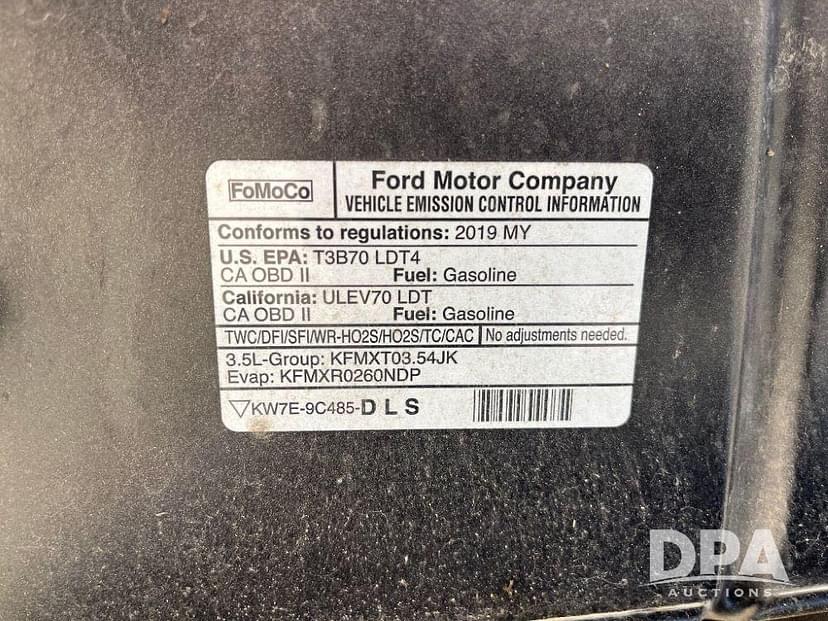 FoMoCo
Ford Motor Company
VEHICLE EMISSION CONTROL INFORMATION
Conforms to regulations: 2019 MY
U.S. EPA: T3B70 LDT4
CA OBD II Fuel: Gasoline
California: ULEV70 LDT
CA OBD II Fuel: Gasoline
TWC/DFI/SFI/WR-HO2S/HO2S/TC/CAC No adjustments needed.
3.5L-Group: KFMXT03.54JK
Evap: KFMXR0260NDP
KW7E-9C485-DLS
DPA
AUCTIONS